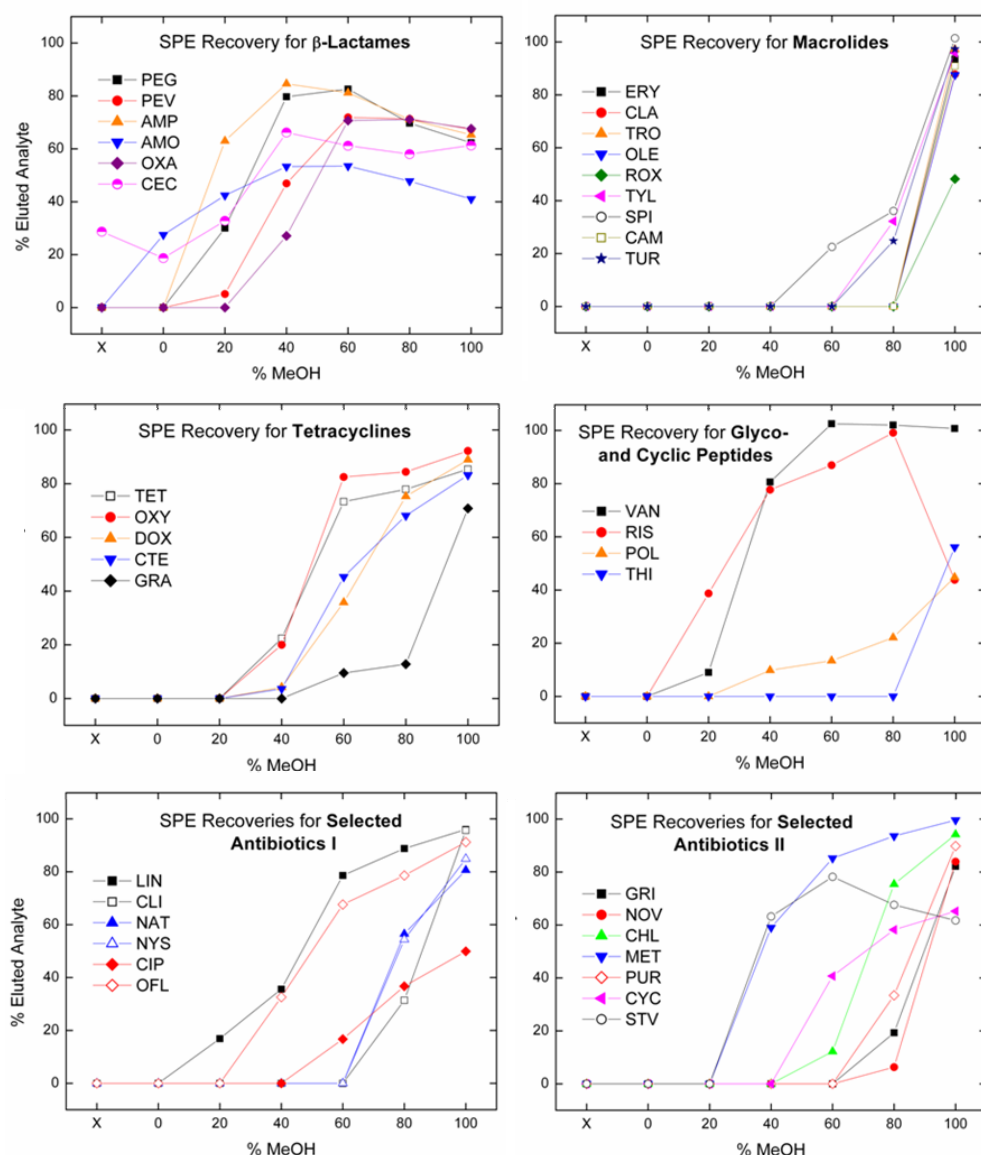 SPE Recovery for β-Lactames
PEG
PEV
AMP
AMO
OXA
CEC
% Eluted Analyte
100
80
60
40
20
0
X 0 20 40 60 80 100
% MeOH
SPE Recovery for Macrolides
ERY
CLA
TRO
OLE
ROX
TYL
SPI
CAM
TUR
100
80
60
40
20
0
X 0 20 40 60 80 100
% MeOH
SPE Recovery for Tetracyclines
TET
OXY
DOX
CTE
GRA
100
80
60
40
20
0
X 0 20 40 60 80 100
% MeOH
SPE Recovery for Glyco-
and Cyclic Peptides
VAN
RIS
POL
THI
100
80
60
40
20
0
X 0 20 40 60 80 100
% MeOH
SPE Recoveries for Selected
Antibiotics I
LIN
CLI
NAT
NYS
CIP
OFL
% Eluted Analyte
100
80
60
40
20
0
X 0 20 40 60 80 100
% MeOH
SPE Recoveries for Selected
Antibiotics II
GRI
NOV
CHL
MET
PUR
CYC
STV
100
80
60
40
20
0
X 0 20 40 60 80 100
% MeOH